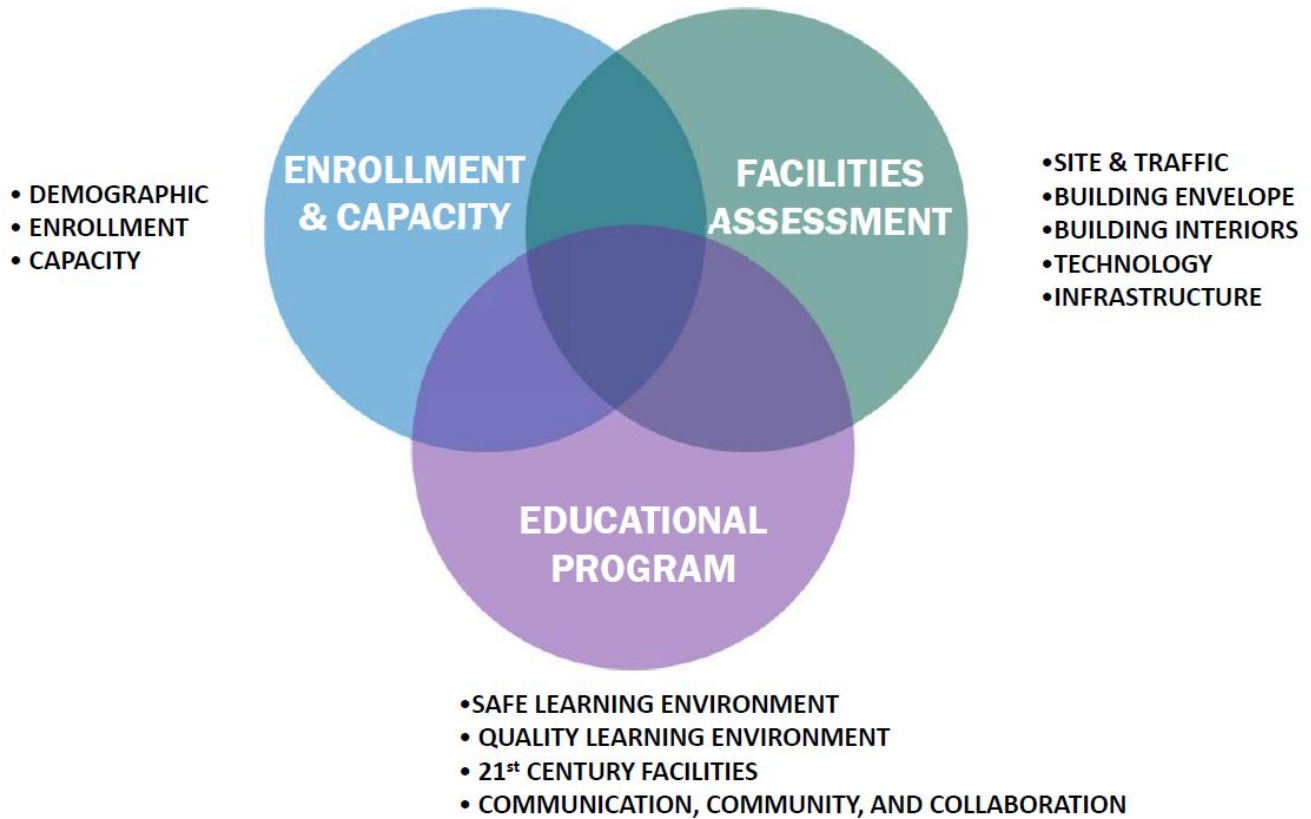 ENROLLMENT
& CAPACITY
FACILITIES
ASSESSMENT
• DEMOGRAPHIC
• ENROLLMENT
• CAPACITY
•SITE & TRAFFIC
•BUILDING ENVELOPE
•BUILDING INTERIORS
•TECHNOLOGY
•INFRASTRUCTURE
EDUCATIONAL
PROGRAM
•SAFE LEARNING ENVIRONMENT
• QUALITY LEARNING ENVIRONMENT
• 21st CENTURY FACILITIES
• COMMUNICATION, COMMUNITY, AND COLLABORATION